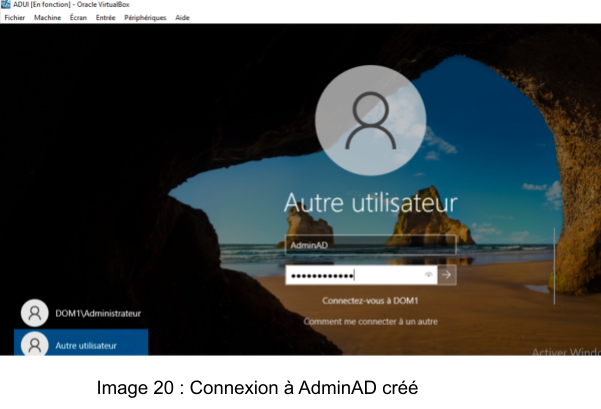 ADUI [En fonction] - Oracle VirtualBox
Fichier Machine Écran Entrée Périphériques Aide
Autre utilisateur
AdminAD
Connectez-vous à DOM1
Comment me connecter à un autre
DOM1\Administrateur
Autre utilisateur
Activer Windo
Image 20 : Connexion à AdminAD créé